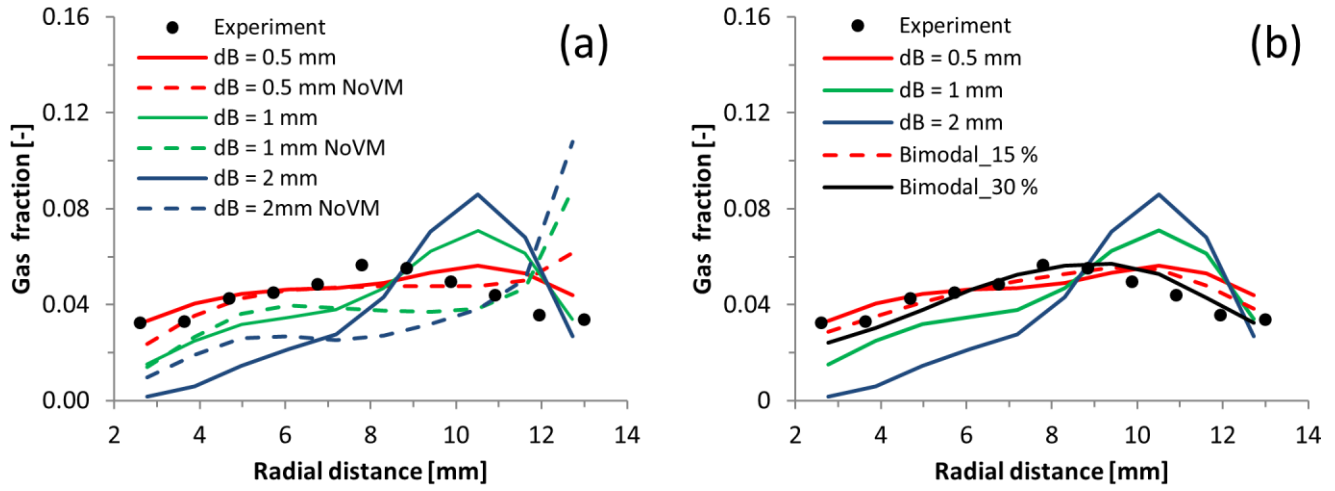 0.16
0.12
0.08
0.04
0.00
Gas fraction [-]
Experiment
dB = 0.5 mm
dB = 0.5 mm NoVM
dB = 1 mm
dB = 1 mm NoVM
dB = 2 mm
dB = 2mm NoVM
(a)
2 4 6 8 10 12 14
Radial distance [mm]
0.16
0.12
0.08
0.04
0
Gas fraction [-]
Experiment
dB = 0.5 mm
dB = 1 mm
dB = 2 mm
Bimodal_15 %
Bimodal_30 %
(b)
2 4 6 8 10 12 14
Radial distance [mm]